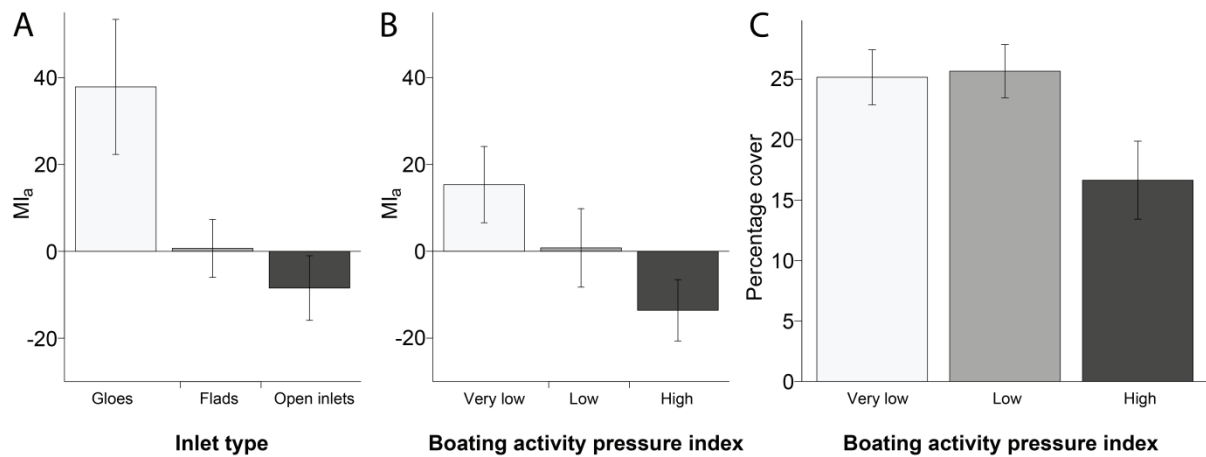 A
MIa
40
20
0
-20
Gloes Flads Open inlets
Inlet type
B
MIa
40
20
0
-20
Very low Low High
Boating activity pressure index
C
Percentage cover
25
20
15
10
5
0
Very low Low High
Boating activity pressure index